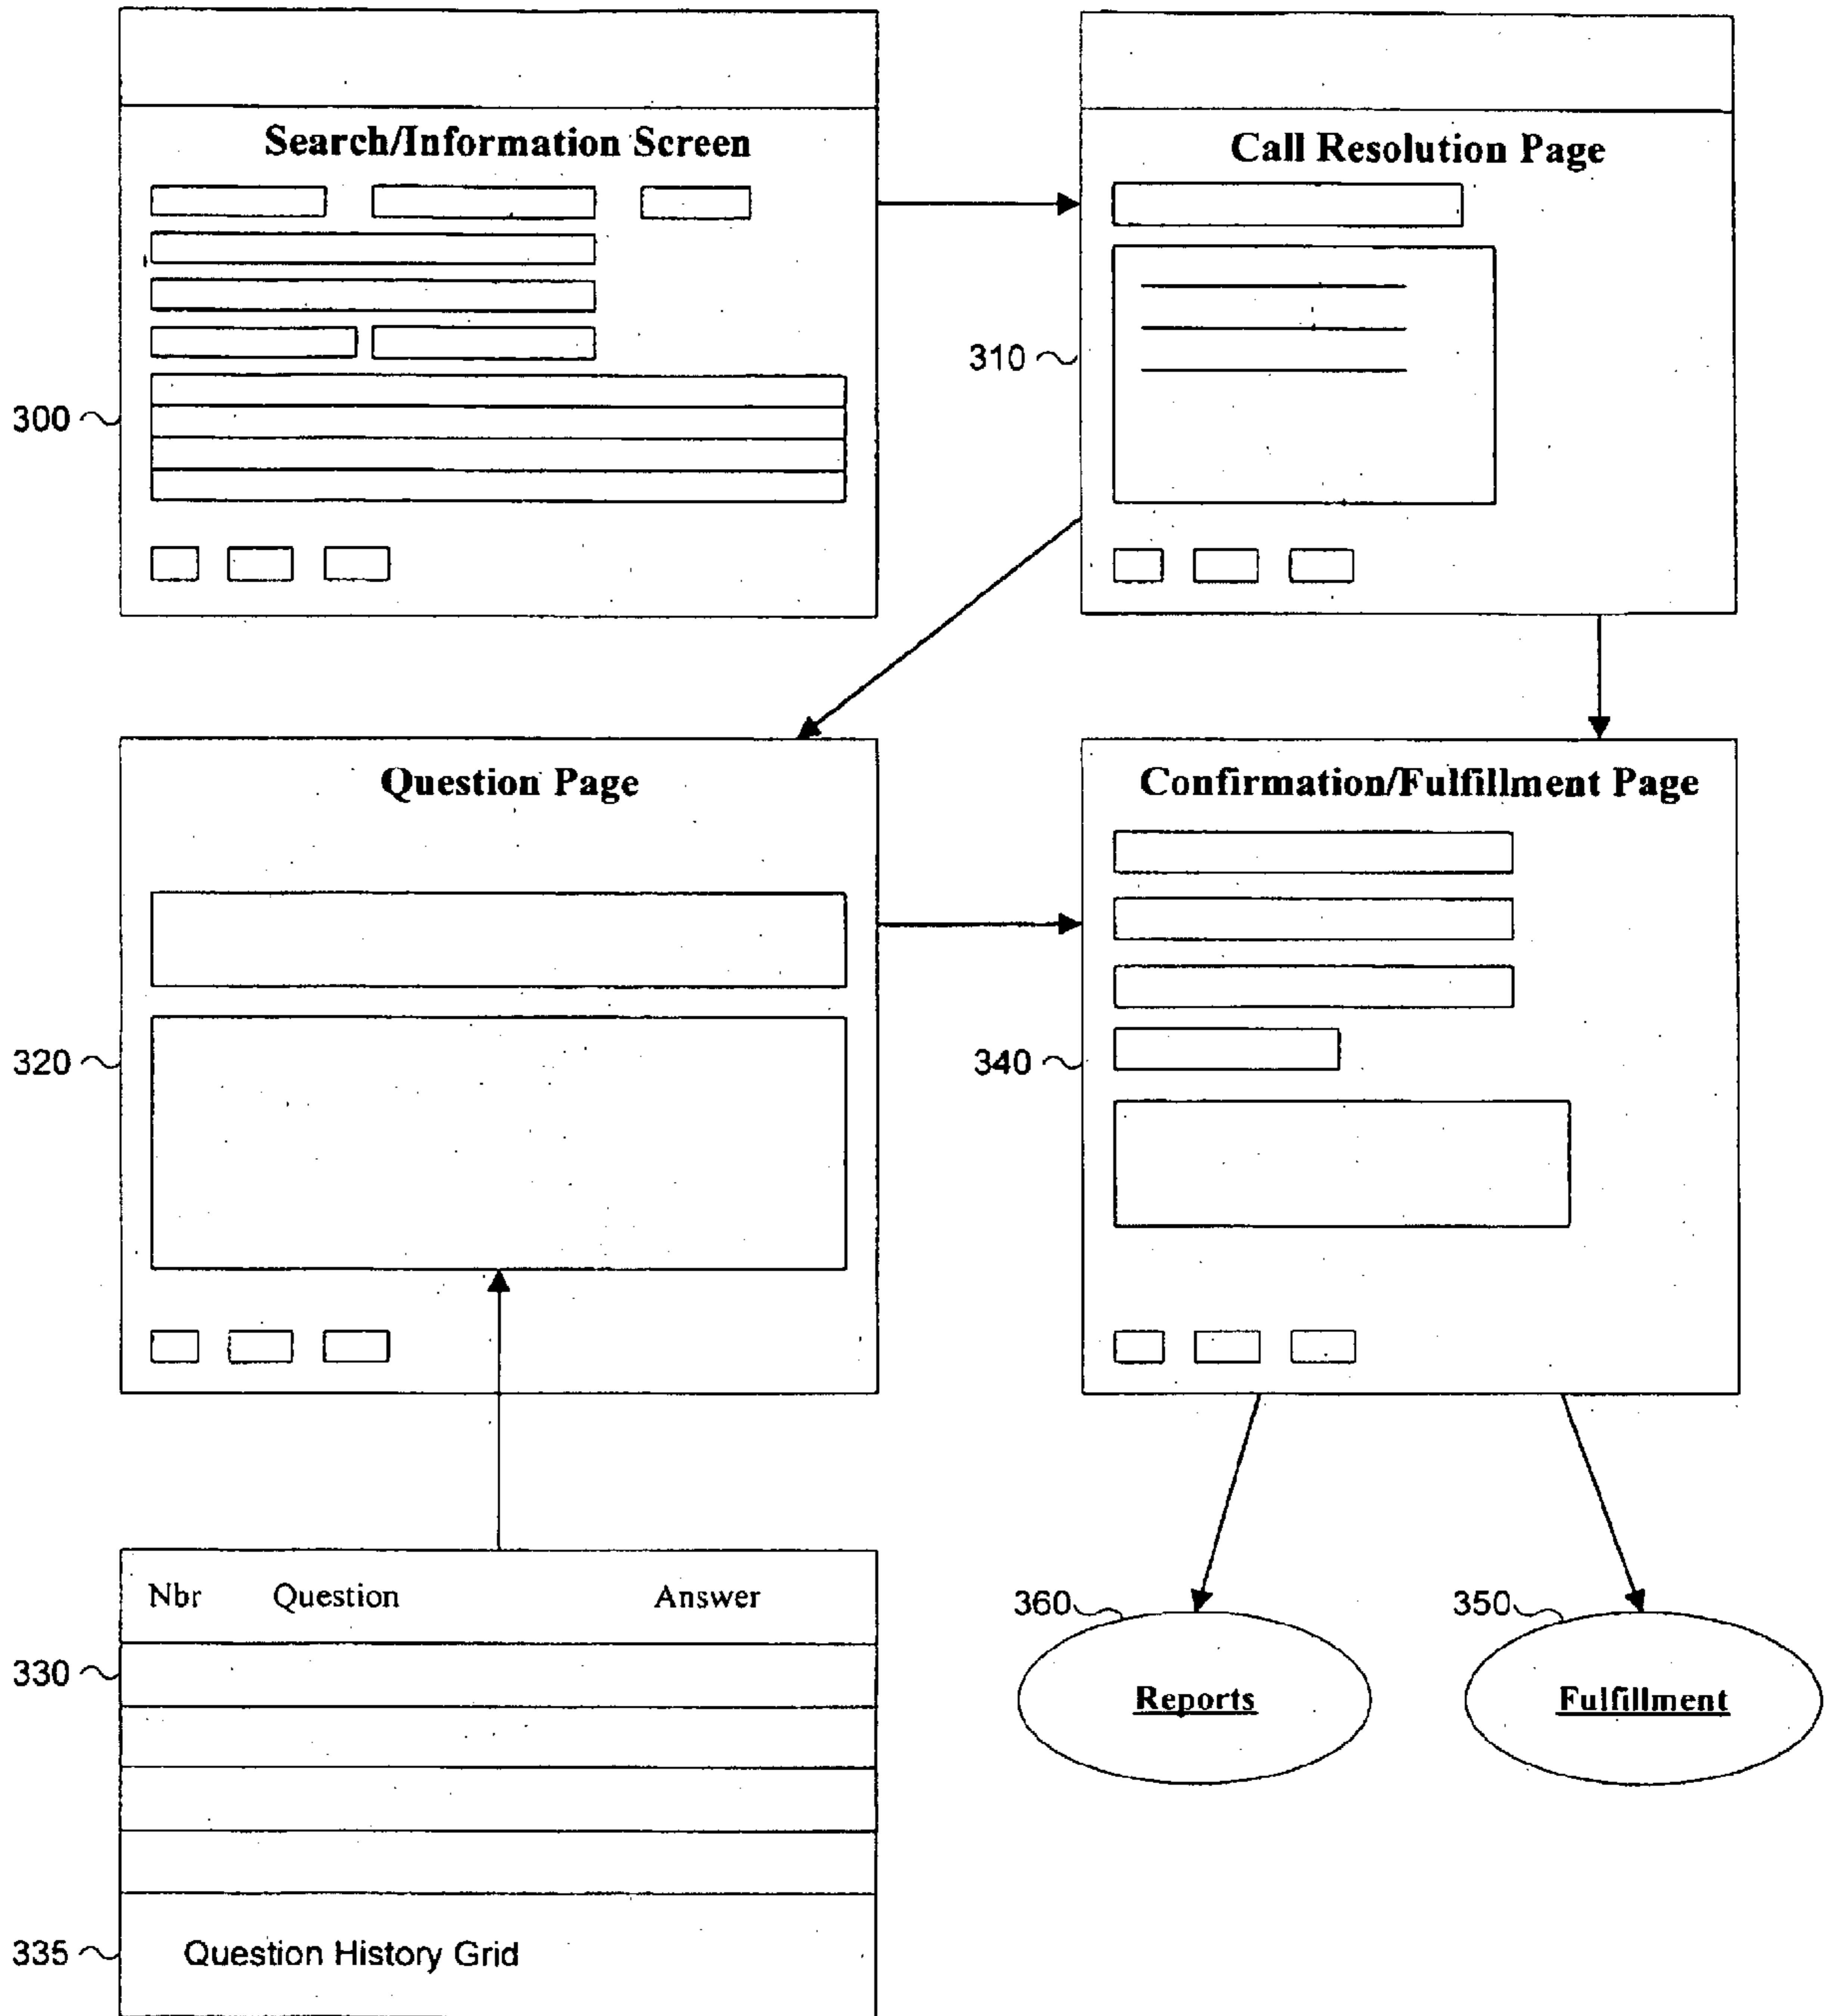 Search/Information Screen
Call Resolution Page
310
300
Question Page
Confirmation/Fulfillment Page
320
340
Nbr Question Answer
360
350
330
Reports
Fulfillment
335
Question History Grid